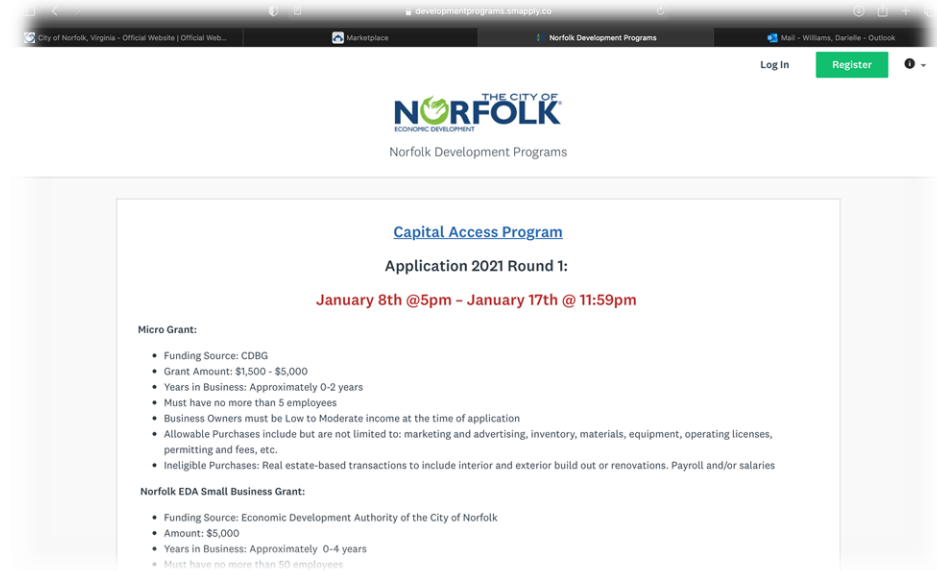 developmentprograms.smapply.co
City of Norfolk, Virginia - Official Website | Official Web...
Marketplace
Norfolk Development Programs
Mail - Williams, Darielle - Outlook
Log In
Register
THE CITY OF
NORFOLK
ECONOMIC DEVELOPMENT
Norfolk Development Programs
Capital Access Program
Application 2021 Round 1:
January 8th @5pm – January 17th @ 11:59pm
Micro Grant:
• Funding Source: CDBG
• Grant Amount: $1,500 - $5,000
• Years in Business: Approximately 0-2 years
• Must have no more than 5 employees
• Business Owners must be Low to Moderate income at the time of application
• Allowable Purchases include but are not limited to: marketing and advertising, inventory, materials, equipment, operating licenses,
permitting and fees, etc.
• Ineligible Purchases: Real estate-based transactions to include interior and exterior build out or renovations. Payroll and/or salaries
Norfolk EDA Small Business Grant:
• Funding Source: Economic Development Authority of the City of Norfolk
• Amount: $5,000
• Years in Business: Approximately 0-4 years
• Must have no more than 50 employees